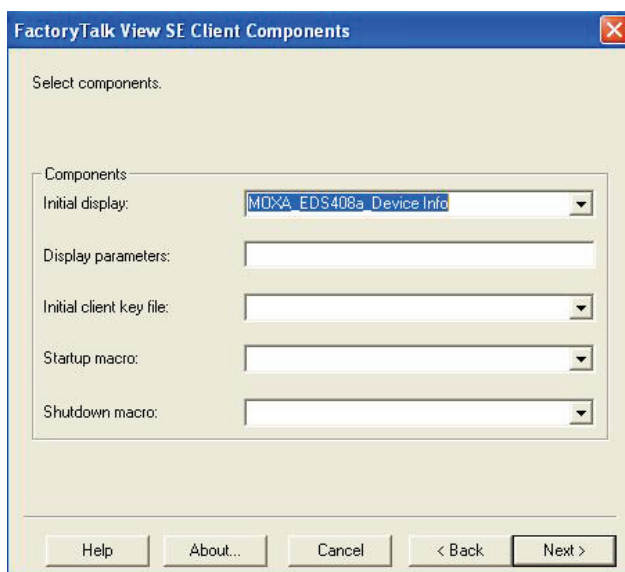 FactoryTalk View SE Client Components
Select components.
Components
Initial display: MOXA_EDS408a_Device Info
Display parameters:
Initial client key file:
Startup macro:
Shutdown macro:
Help About... Cancel < Back Next >